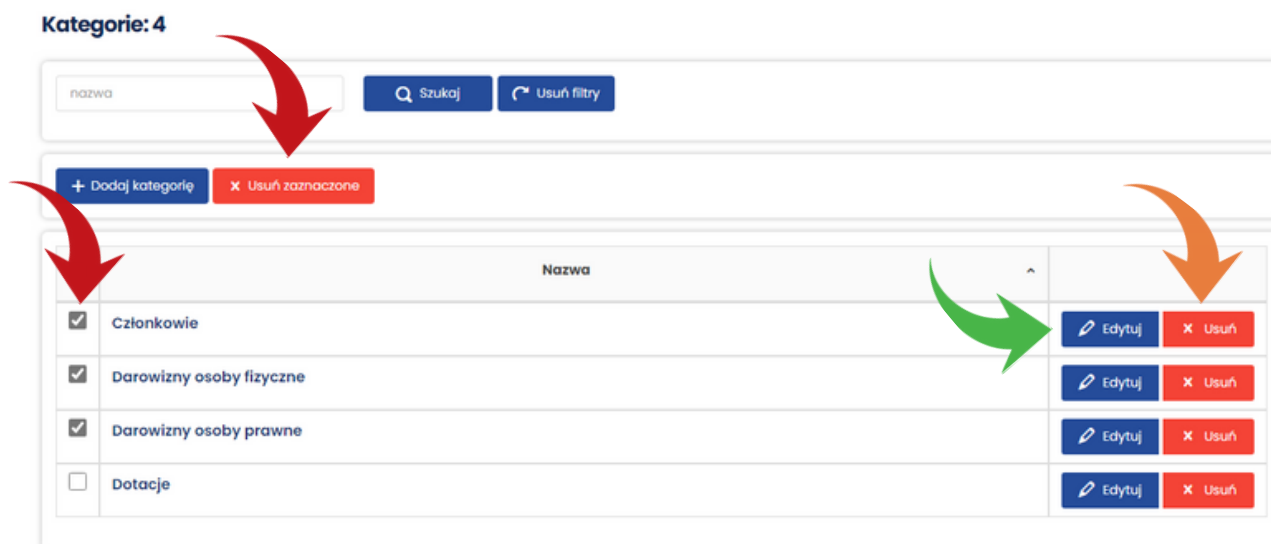 Kategorie: 4
nazwa Szukaj Usuń filtry
+ Dodaj kategorię x Usuń zaznaczone
Nazwa
Członkowie Edytuj x Usuń
Darowizny osoby fizyczne Edytuj x Usuń
Darowizny osoby prawne Edytuj x Usuń
Dotacje Edytuj x Usuń